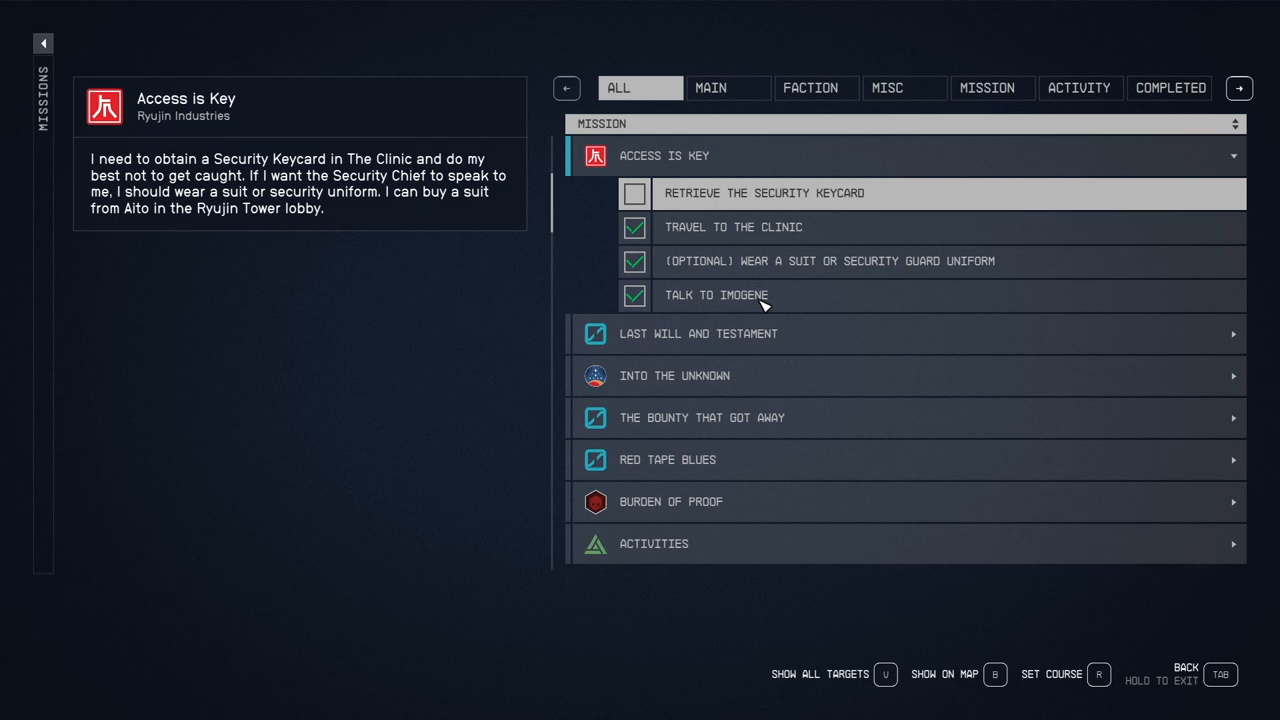 MISSIONS
Access is Key
Ryujin Industries
I need to obtain a Security Keycard in The Clinic and do my
best not to get caught. If I want the Security Chief to speak to
me, I should wear a suit or security uniform. I can buy a suit
from Aito in the Ryujin Tower lobby.
ALL
MAIN
FACTION
MISC
MISSION
ACTIVITY
COMPLETED
MISSION
ACCESS IS KEY
RETRIEVE THE SECURITY KEYCARD
TRAVEL TO THE CLINIC
(OPTIONAL) WEAR A SUIT OR SECURITY GUARD UNIFORM
TALK TO IMOGENE
LAST WILL AND TESTAMENT
INTO THE UNKNOWN
THE BOUNTY THAT GOT AWAY
RED TAPE BLUES
BURDEN OF PROOF
ACTIVITIES
SHOW ALL TARGETS V
SHOW ON MAP B
SET COURSE R
BACK
HOLD TO EXIT
TAB